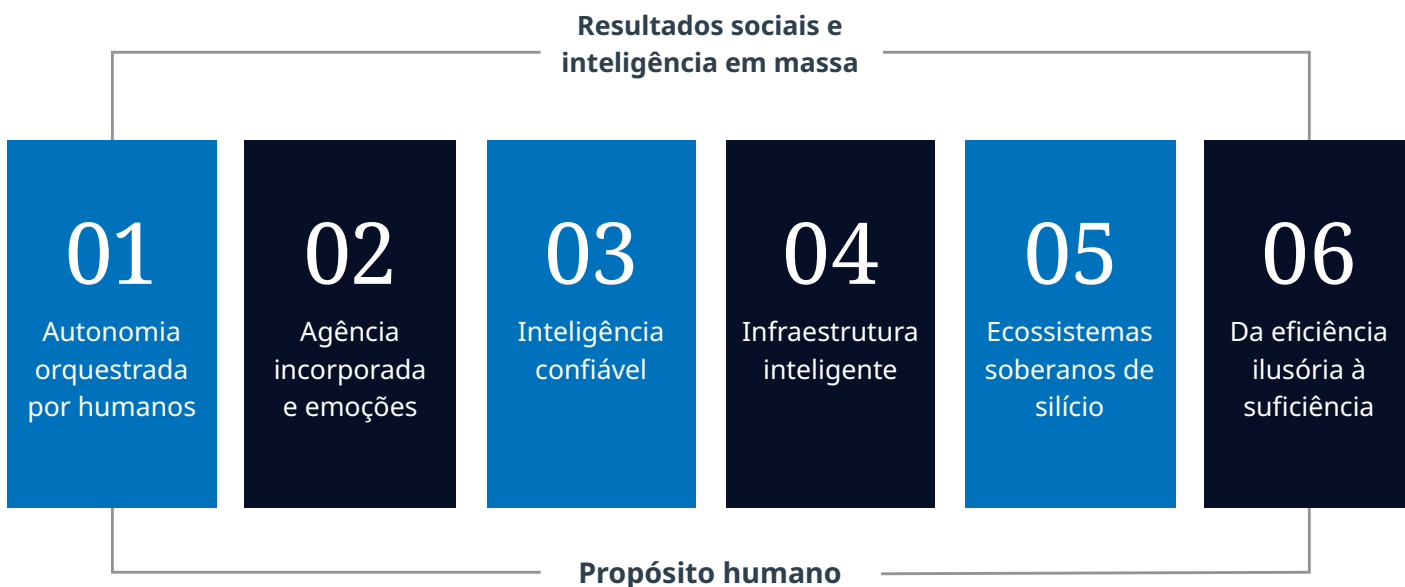 Resultados sociais e
inteligência em massa
01
Autonomia
orquestrada
por humanos
02
Agência
incorporada
e emoções
03
Inteligência
confiável
04
Infraestrutura
inteligente
05
Ecossistemas
soberanos de
silício
06
Da eficiência
ilusória à
suficiência
Propósito humano